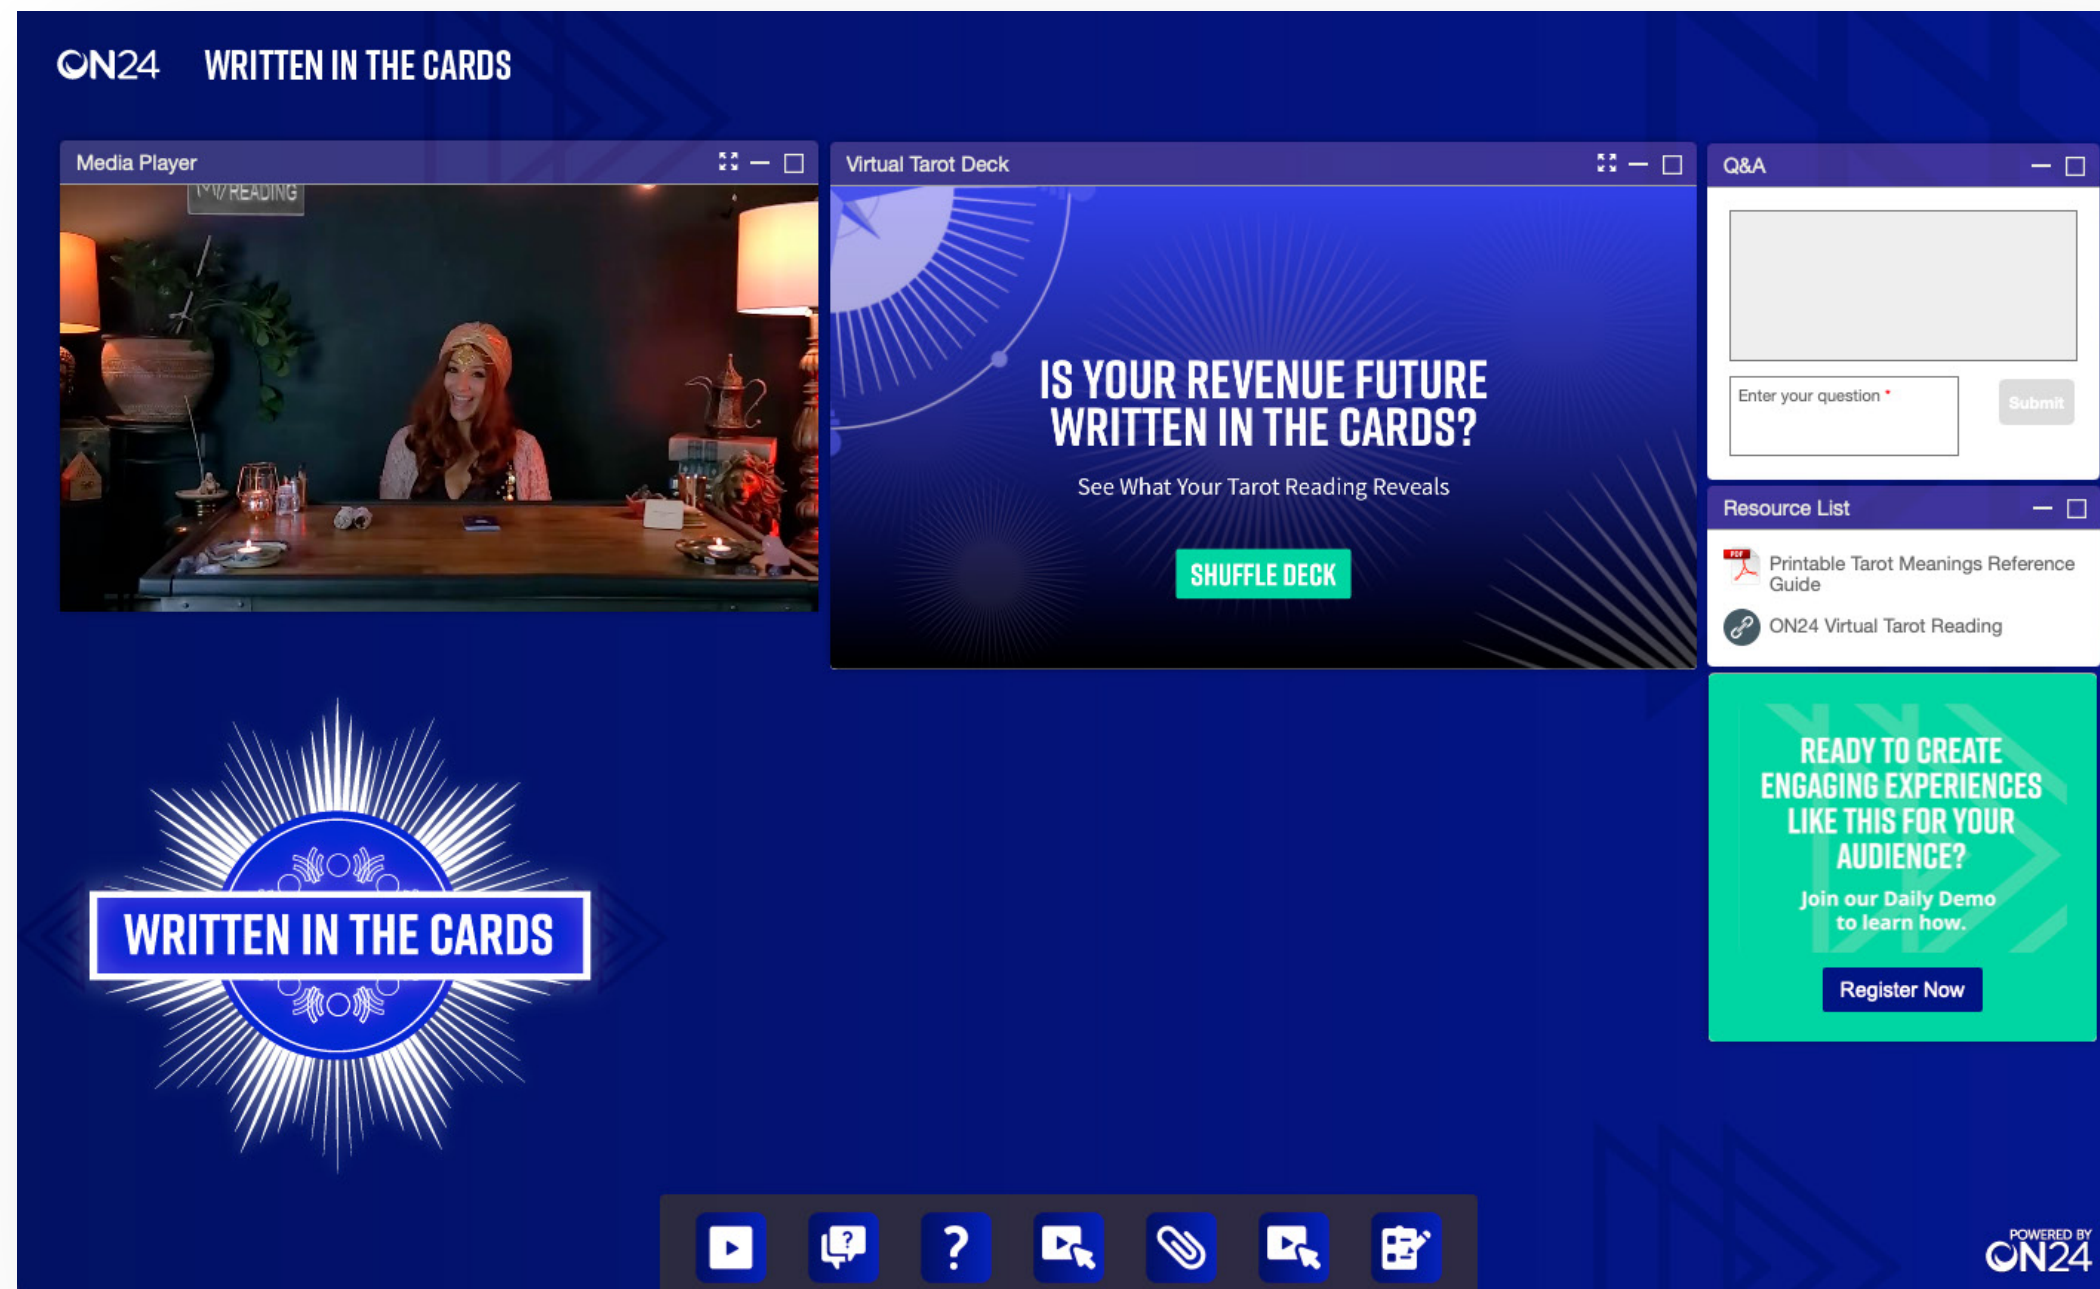 ON24
WRITTEN IN THE CARDS
Media Player
READING
Virtual Tarot Deck
IS YOUR REVENUE FUTURE
WRITTEN IN THE CARDS?
See What Your Tarot Reading Reveals
SHUFFLE DECK
Q&A
Enter your question *
Submit
Resource List
PDF
Printable Tarot Meanings Reference
Guide
ON24 Virtual Tarot Reading
READY TO CREATE
ENGAGING EXPERIENCES
LIKE THIS FOR YOUR
AUDIENCE?
Join our Daily Demo
to learn how.
Register Now
WRITTEN IN THE CARDS
POWERED BY
ON24